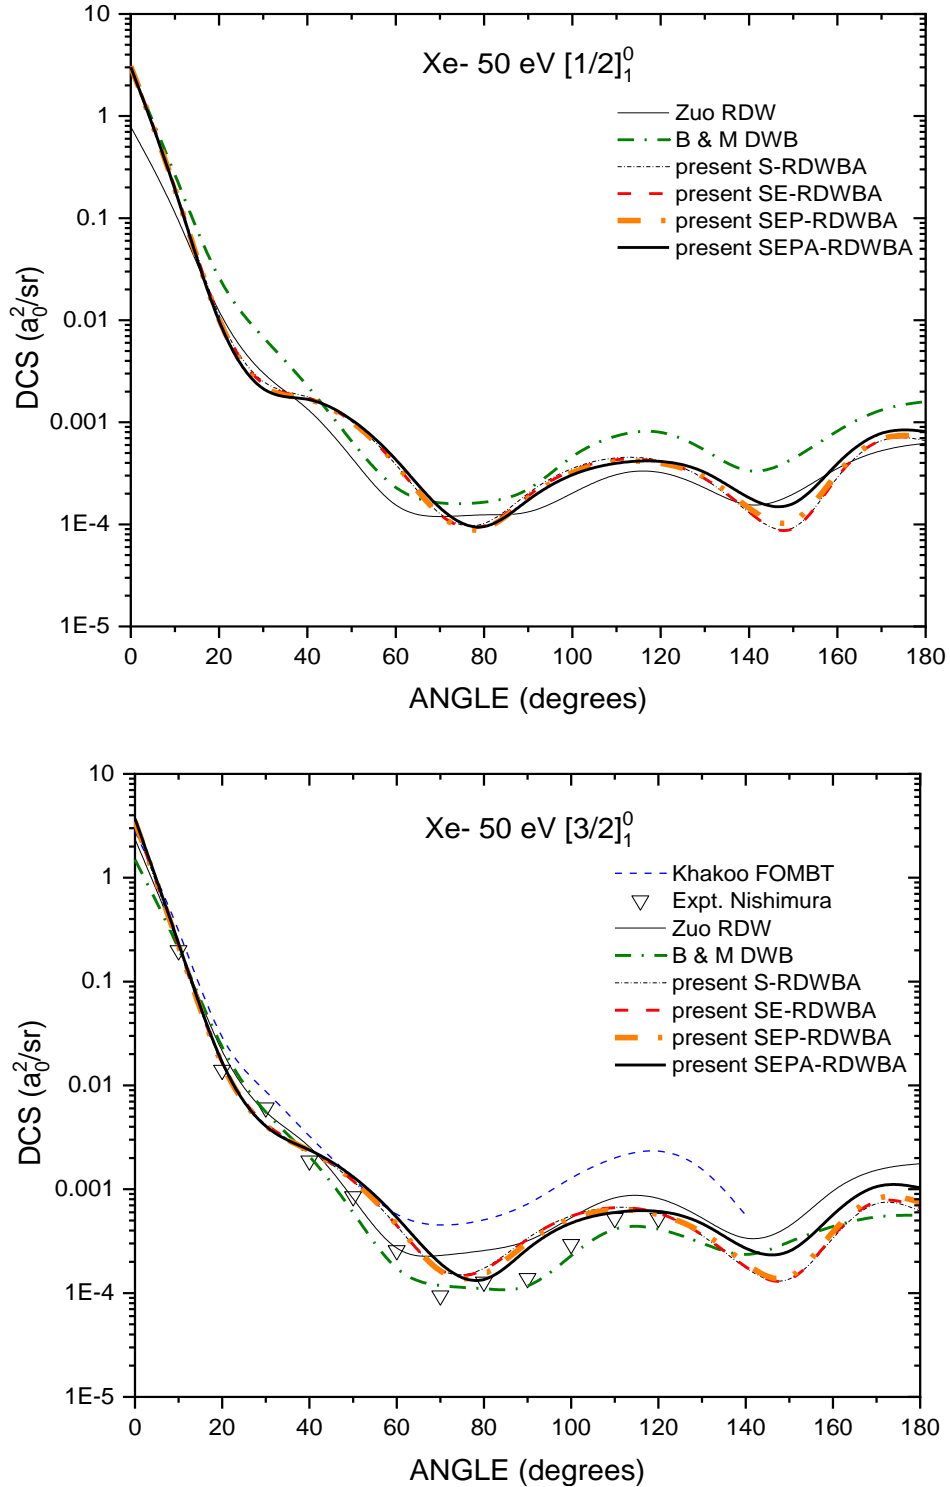 Xe- 50 eV [1/2]₁⁰
Zuo RDW
B & M DWB
present S-RDWBA
present SE-RDWBA
present SEP-RDWBA
present SEPA-RDWBA
10
1
0.1
0.01
0.001
1E-4
1E-5
DCS (a₀²/sr)
0 20 40 60 80 100 120 140 160 180
ANGLE (degrees)
Xe- 50 eV [3/2]₁⁰
Khakoo FOMBT
Expt. Nishimura
Zuo RDW
B & M DWB
present S-RDWBA
present SE-RDWBA
present SEP-RDWBA
present SEPA-RDWBA
10
1
0.1
0.01
0.001
1E-4
1E-5
DCS (a₀²/sr)
0 20 40 60 80 100 120 140 160 180
ANGLE (degrees)